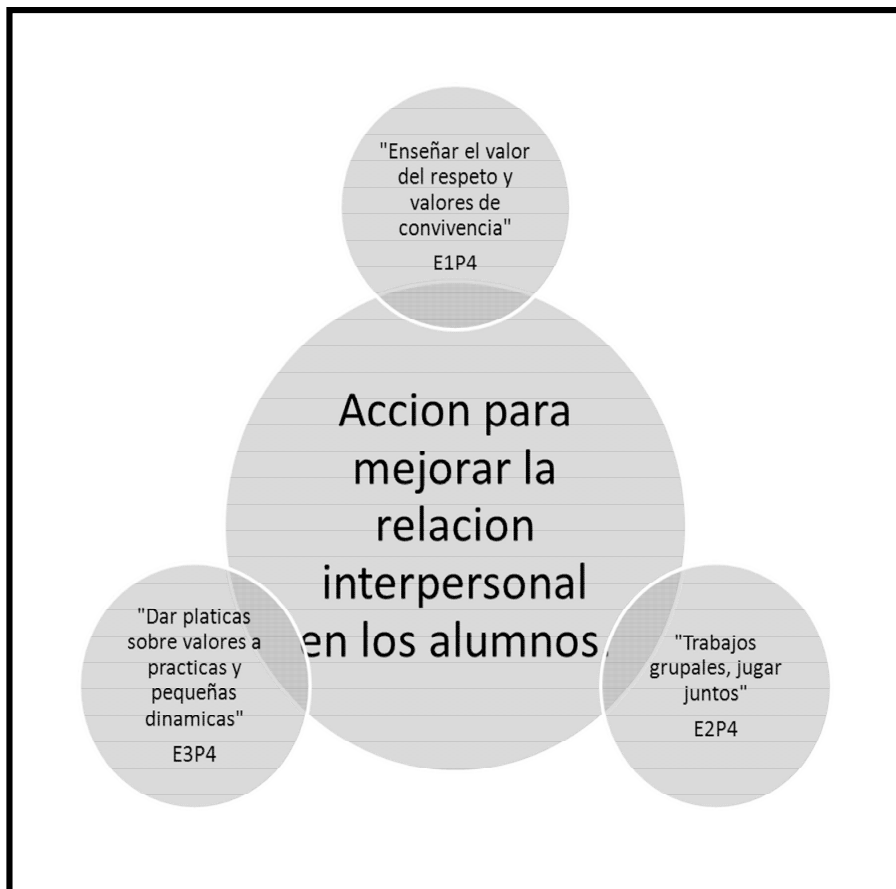 "Enseñar el valor
del respeto y
valores de
convivencia"
E1P4
Accion para
mejorar la
relacion
interpersonal
en los alumnos.
"Dar platicas
sobre valores a
practicas y
pequeñas
dinamicas"
E3P4
"Trabajos
grupales, jugar
juntos"
E2P4